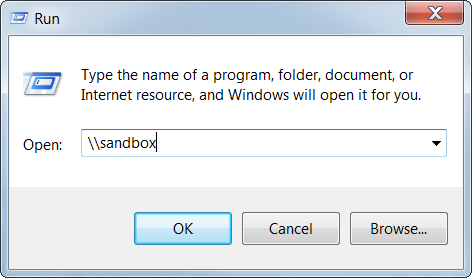 Run
Type the name of a program, folder, document, or
Internet resource, and Windows will open it for you.
Open: \\sandbox
OK Cancel Browse...